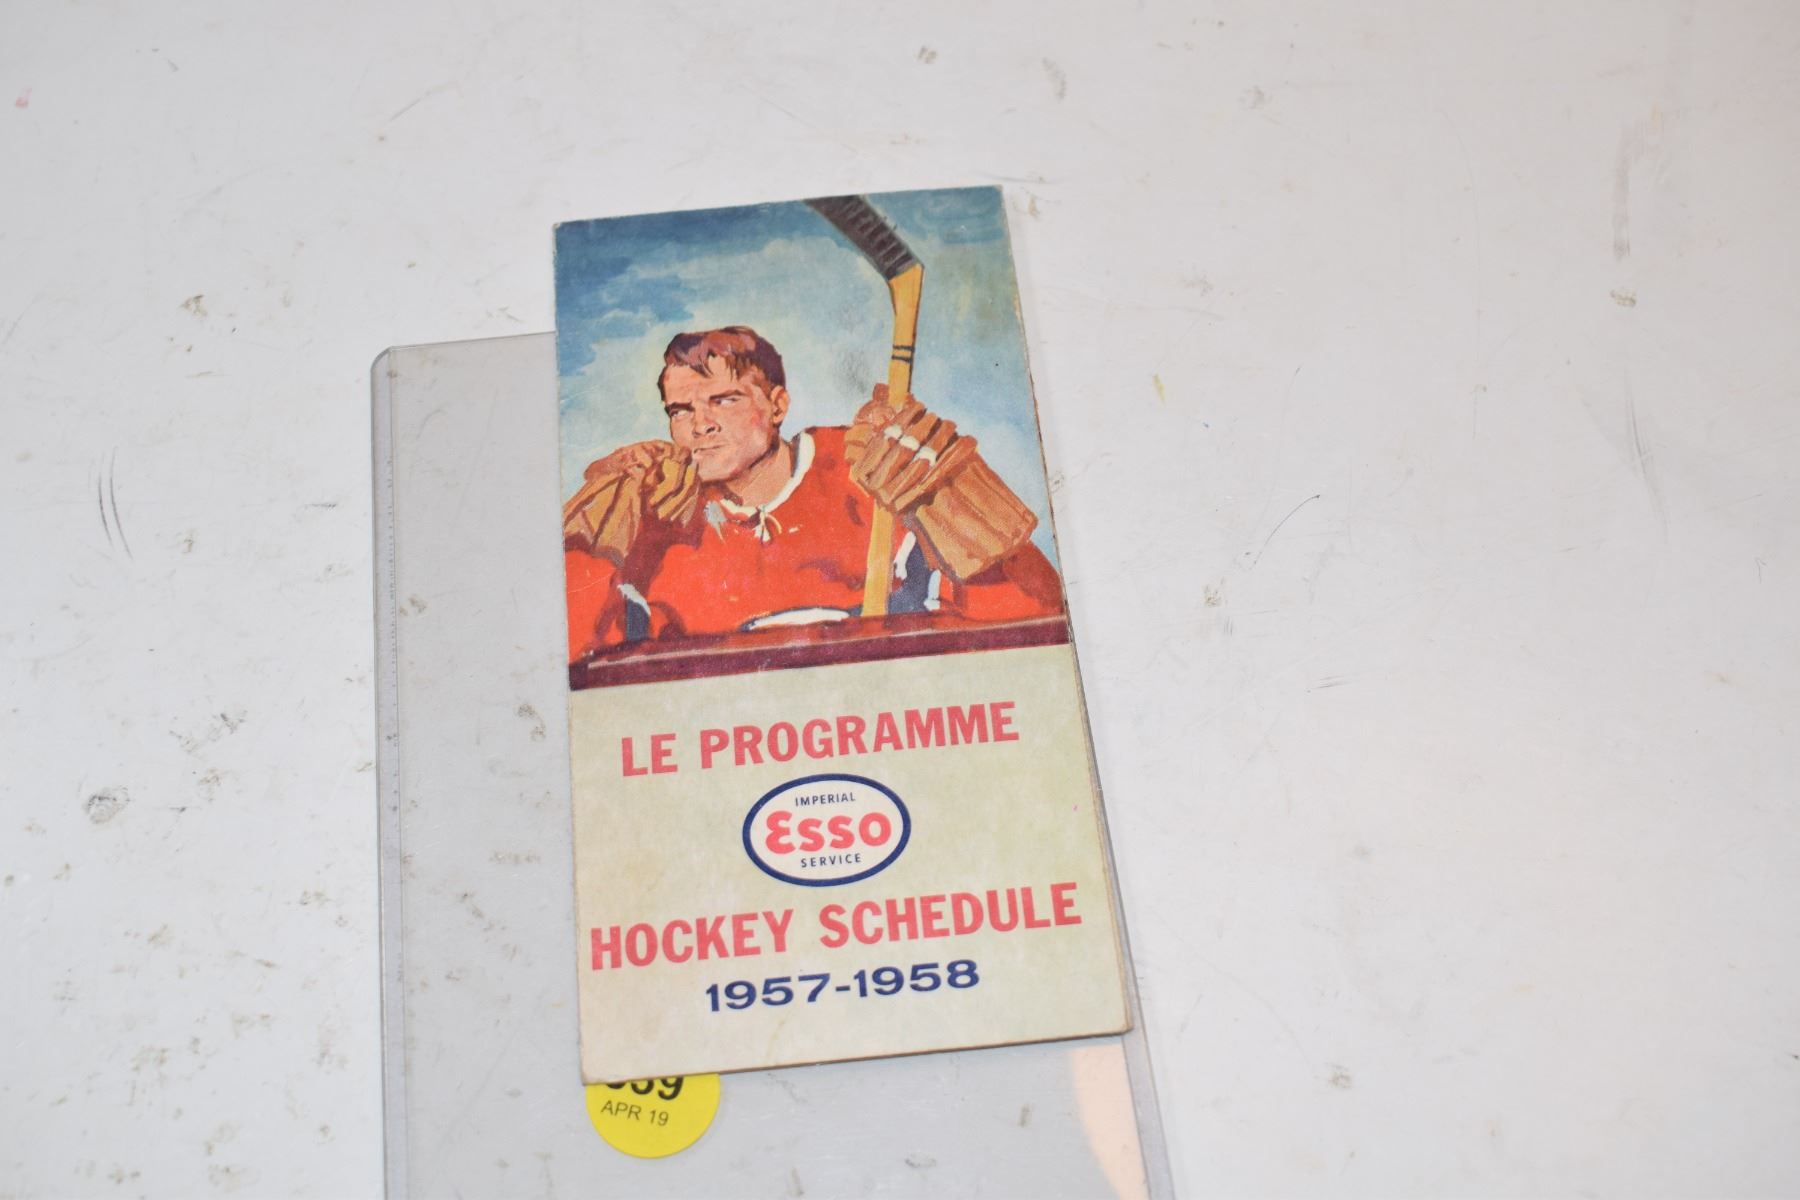 LE PROGRAMME
IMPERIAL
Esso
SERVICE
HOCKEY SCHEDULE
1957-1958
APR 19